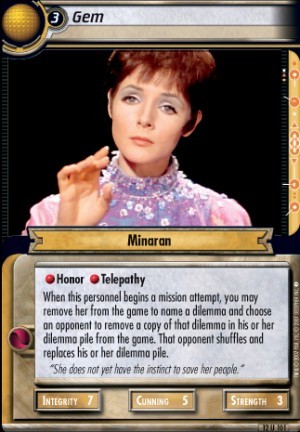 3 Gem
Minaran
Honor Telepathy
When this personnel begins a mission attempt, you may
remove her from the game to name a dilemma and choose
an opponent to remove a copy of that dilemma in his or her
dilemma pile from the game. That opponent shuffles and
replaces his or her dilemma pile.
"She does not yet have the instinct to save her people."
INTEGRITY 7 CUNNING 5 STRENGTH 3